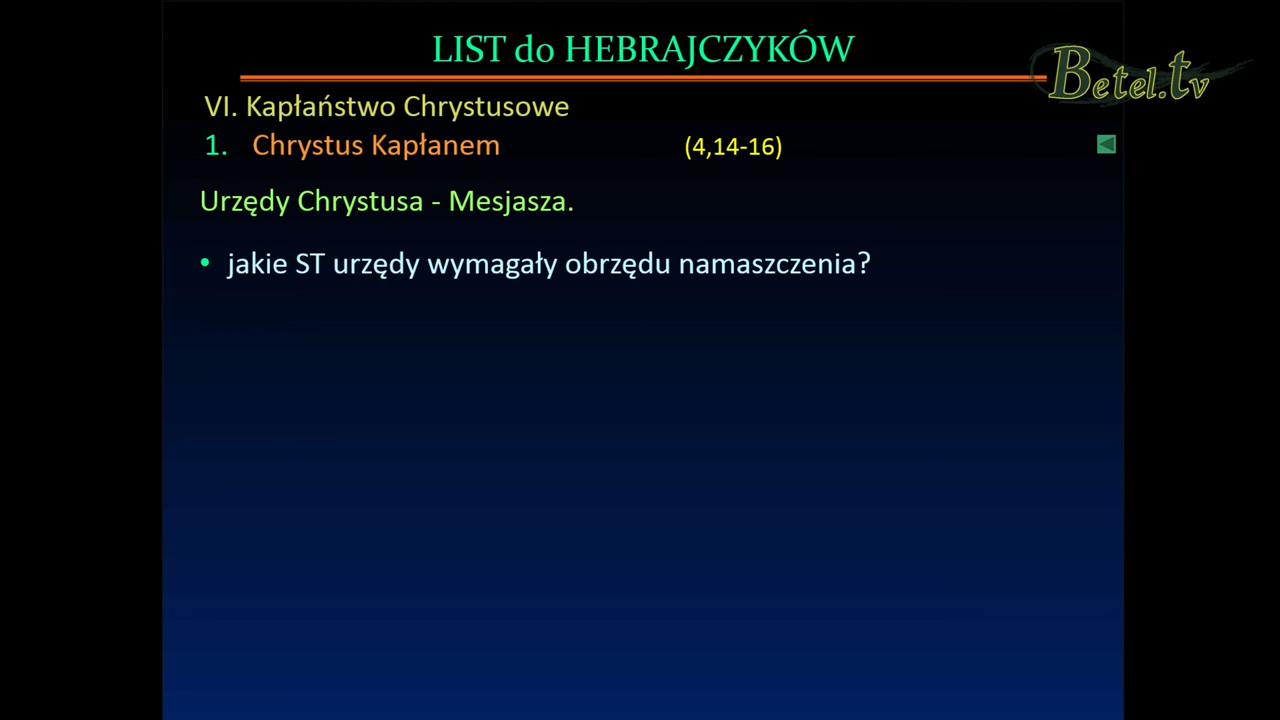 LIST do HEBRAJCZYKÓW
Betel.tv
VI. Kapłaństwo Chrystusowe
1. Chrystus Kapłanem (4,14-16)
Urzędy Chrystusa - Mesjasza.
• jakie ST urzędy wymagały obrzędu namaszczenia?